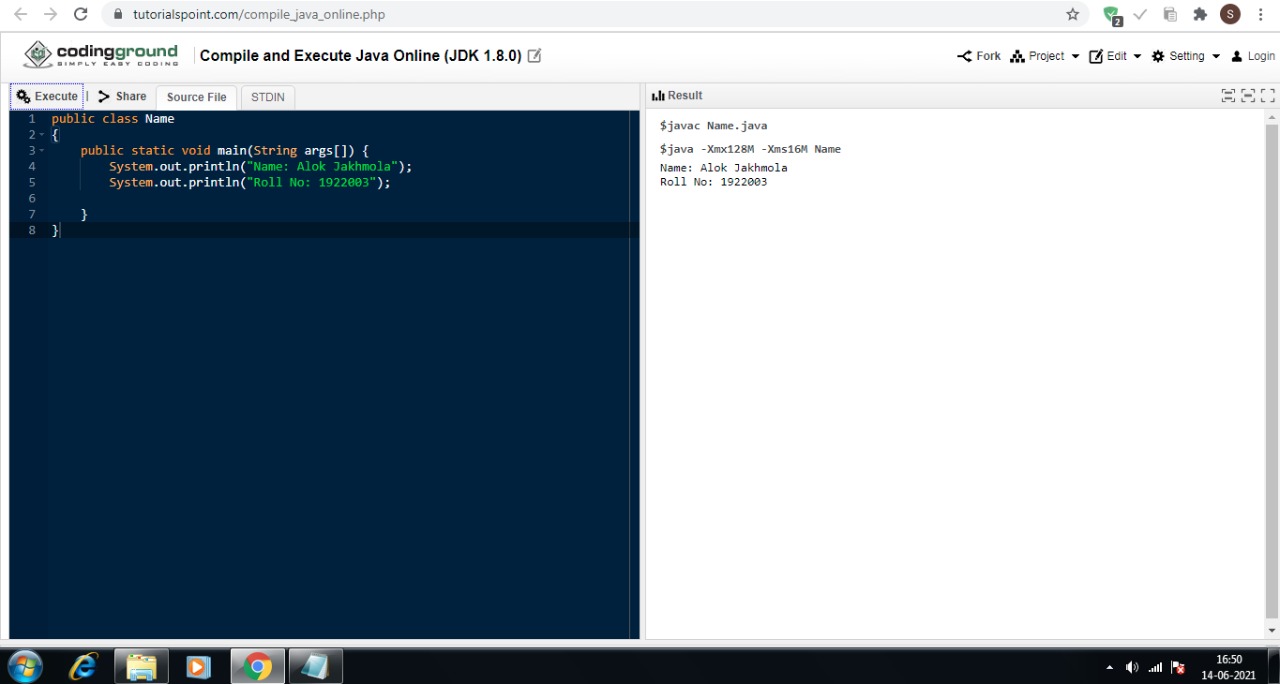 tutorialspoint.com/compile_java_online.php
2
S
codingground
SIMPLY EASY CODING
Compile and Execute Java Online (JDK 1.8.0)
Fork Project Edit Setting Login
Execute | Share Source File STDIN
Result
1 public class Name
2 {
3 public static void main(String args[]) {
4 System.out.println("Name: Alok Jakhmola");
5 System.out.println("Roll No: 1922003");
6
7 }
8 }
$javac Name.java
$java -Xmx128M -Xms16M Name
Name: Alok Jakhmola
Roll No: 1922003
16:50
14-06-2021